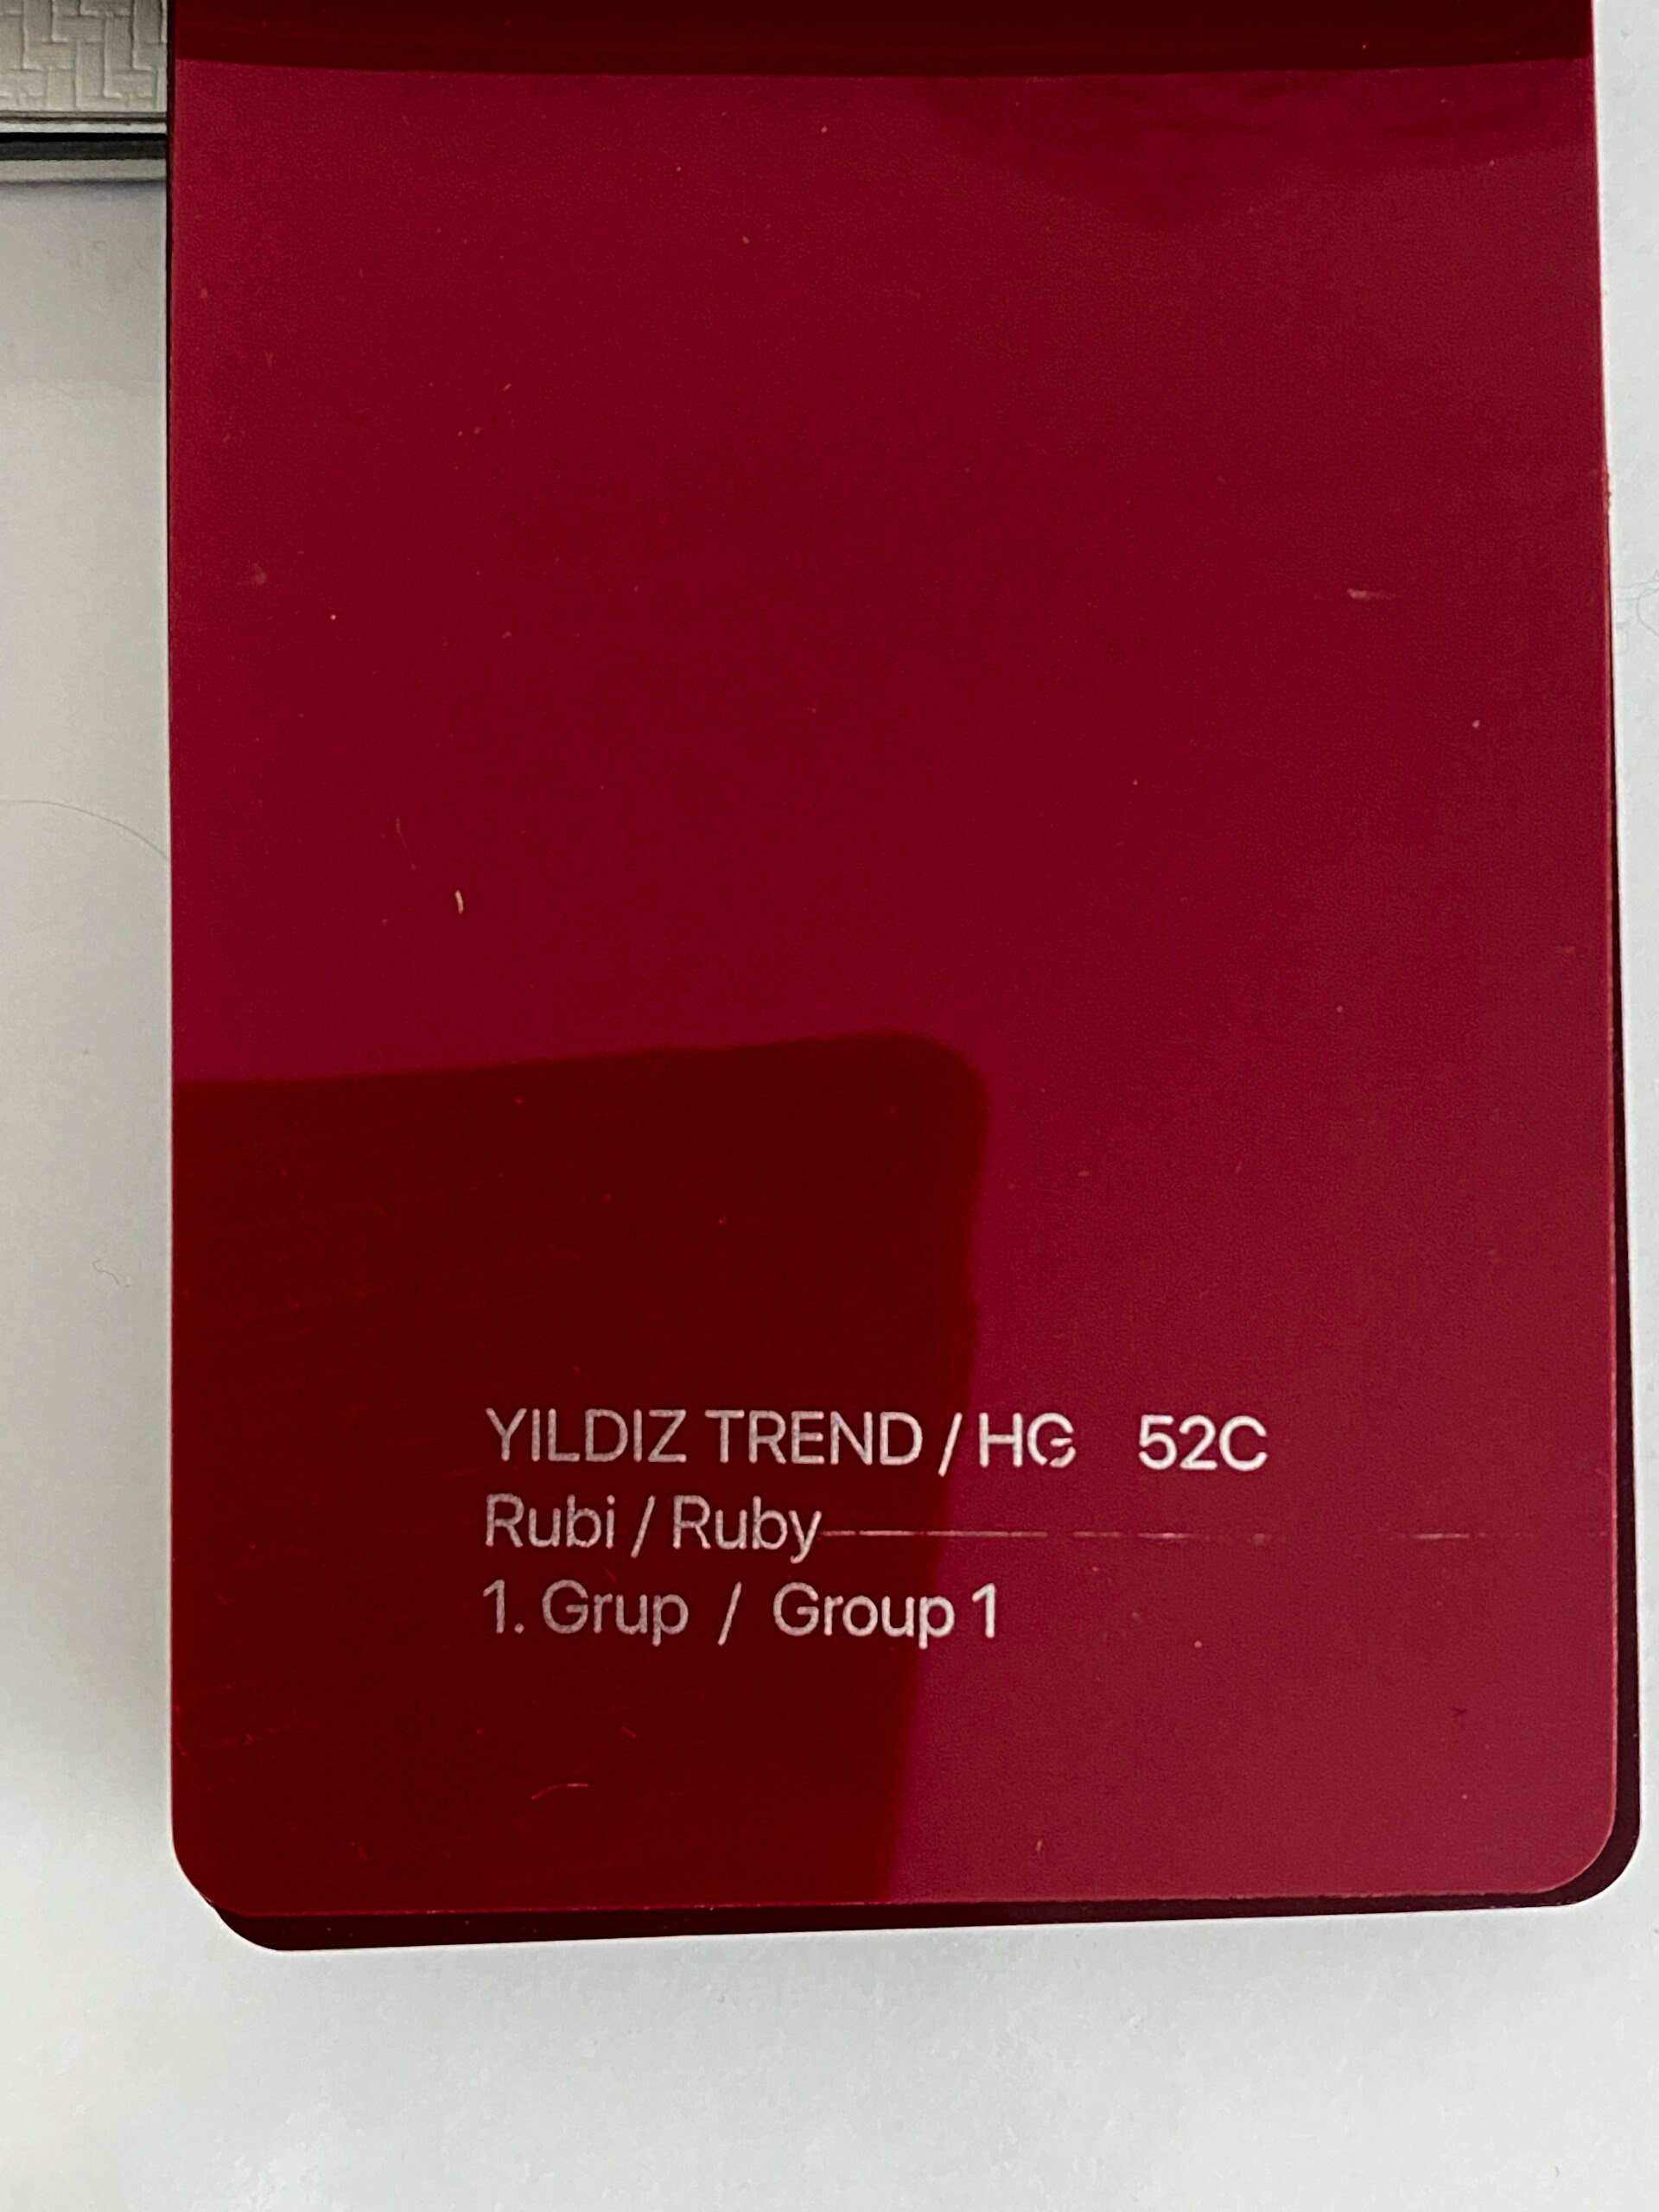 YILDIZ TREND / HG 52C
Rubi / Ruby
1. Grup / Group 1